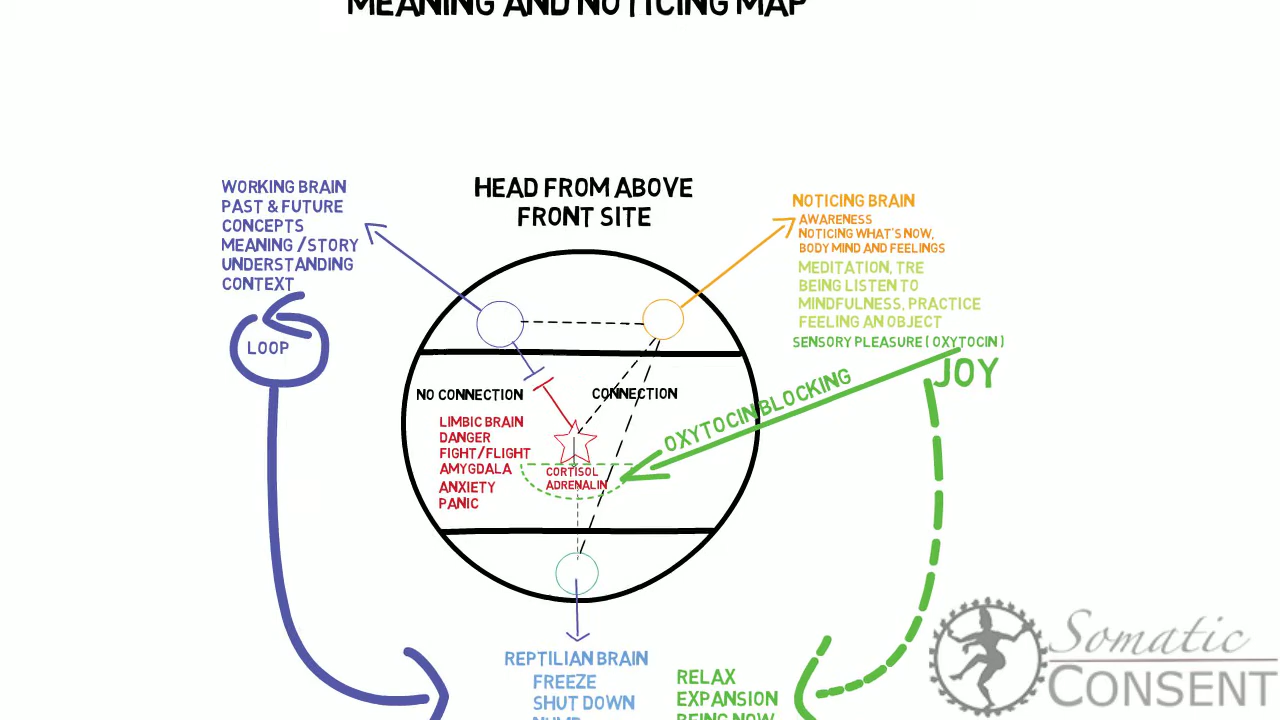 MEANING AND NOTICING MAP
HEAD FROM ABOVE
FRONT SITE
WORKING BRAIN
PAST & FUTURE
CONCEPTS
MEANING / STORY
UNDERSTANDING
CONTEXT
LOOP
NOTICING BRAIN
AWARENESS
NOTICING WHAT'S NOW,
BODY MIND AND FEELINGS
MEDITATION, TRE
BEING LISTEN TO
MINDFULNESS, PRACTICE
FEELING AN OBJECT
SENSORY PLEASURE ( OXYTOCIN )
JOY
OXYTOCIN BLOCKING
NO CONNECTION
CONNECTION
LIMBIC BRAIN
DANGER
FIGHT/FLIGHT
AMYGDALA
ANXIETY
PANIC
CORTISOL
ADRENALIN
REPTILIAN BRAIN
FREEZE
SHUT DOWN
NUMB
RELAX
EXPANSION
BEING NOW
Somatic
CONSENT